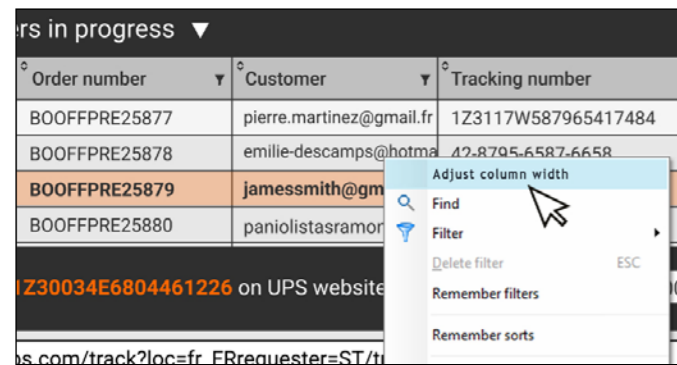 rs in progress ▼
Order number Customer Tracking number
BOOFFPRE25877 pierre.martinez@gmail.fr 1Z3117W587965417484
BOOFFPRE25878 emilie-descamps@hotma 42-8795-6587-6658
Adjust column width
BOOFFPRE25879 jamessmith@gm
Find
BOOFFPRE25880 paniolistasramor
Filter
Delete filter ESC
1Z30034E6804461226 on UPS website
Remember filters
Remember sorts
ps.com/track?loc=fr_FRrequester=ST/tr